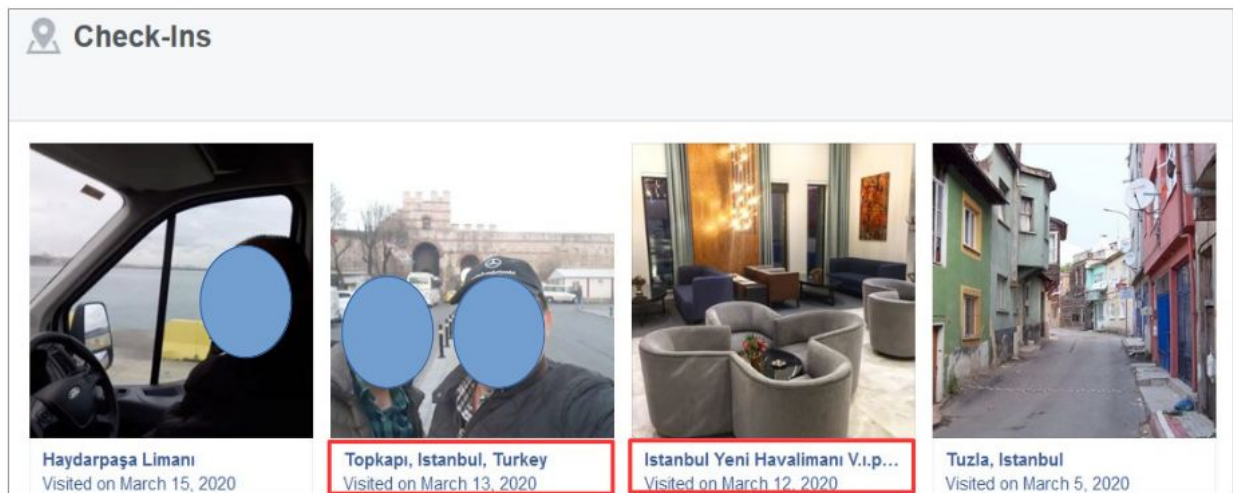 Check-Ins
Haydarpaşa Limanı
Visited on March 15, 2020
Topkapı, Istanbul, Turkey
Visited on March 13, 2020
Istanbul Yeni Havalimanı V.ı.p...
Visited on March 12, 2020
Tuzla, Istanbul
Visited on March 5, 2020